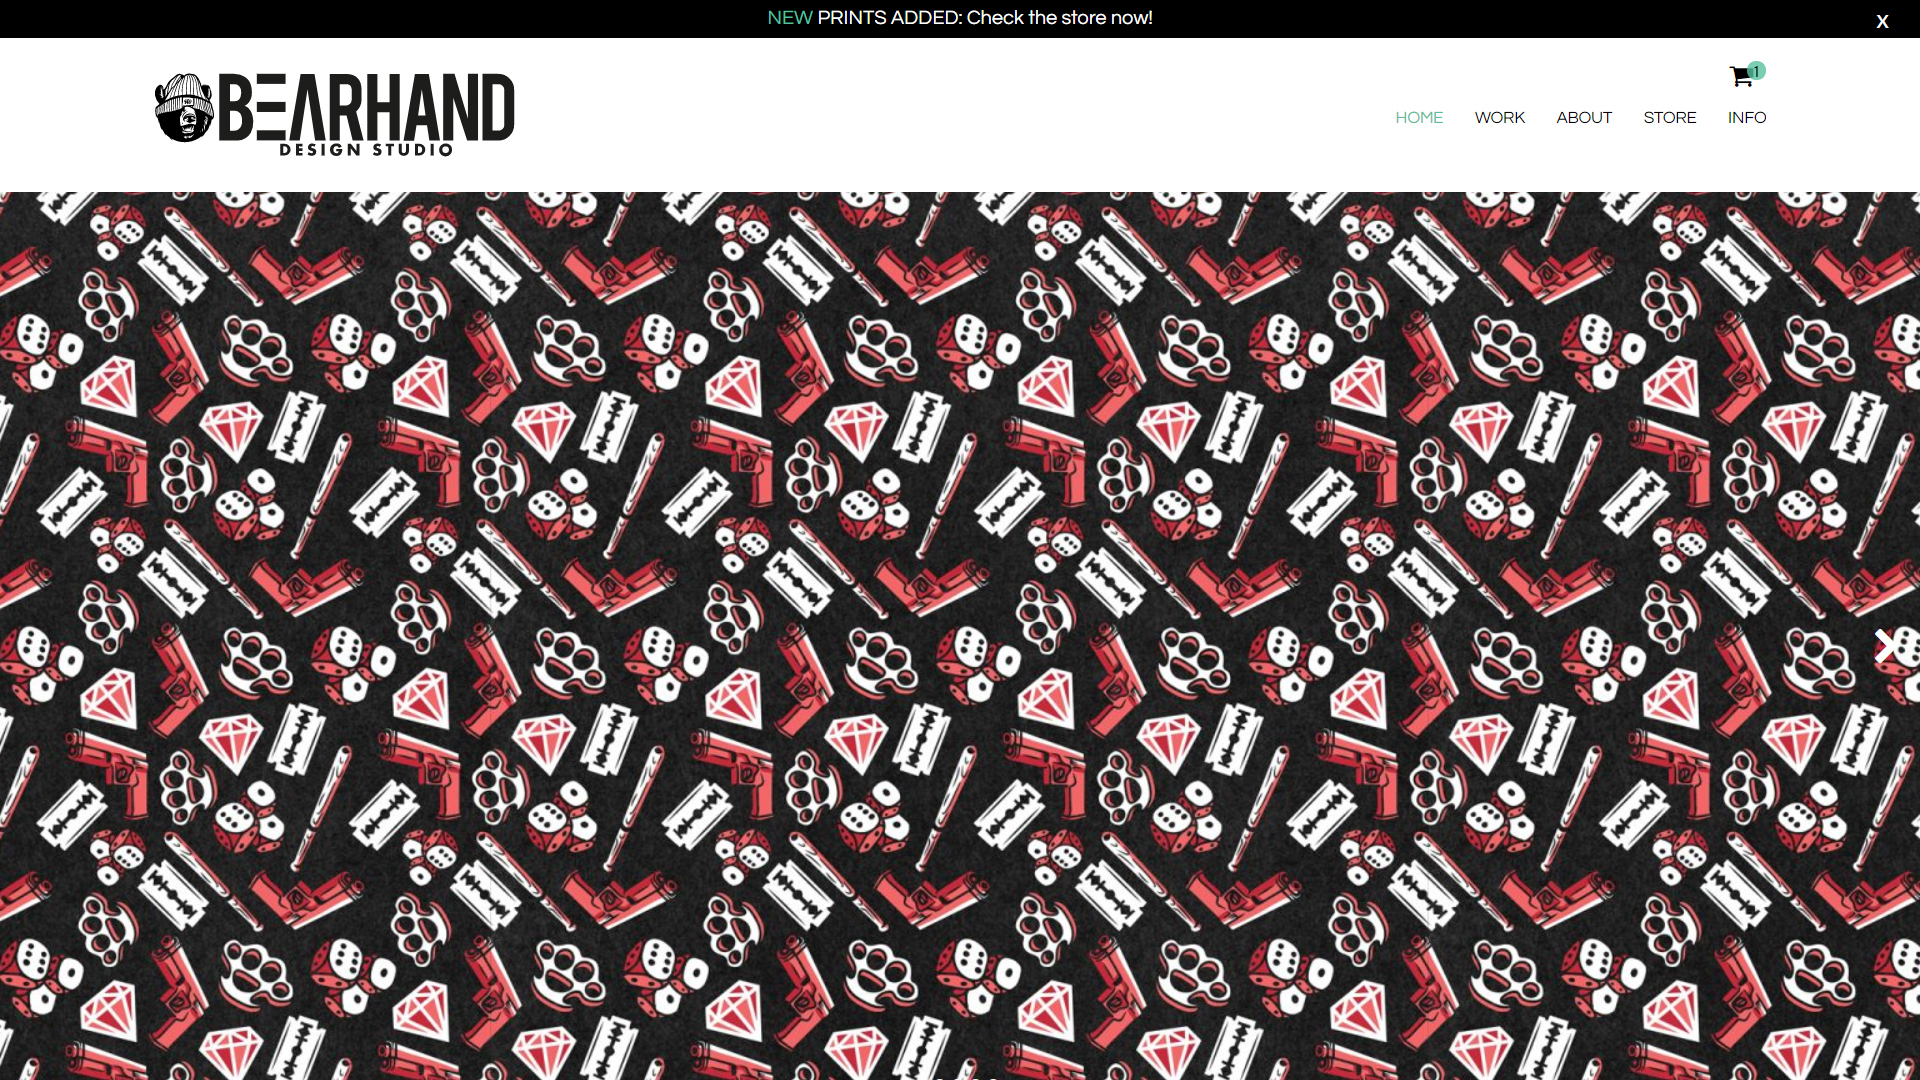 NEW PRINTS ADDED: Check the store now!
X
1
BEARHAND
DESIGN STUDIO
HOME WORK ABOUT STORE INFO